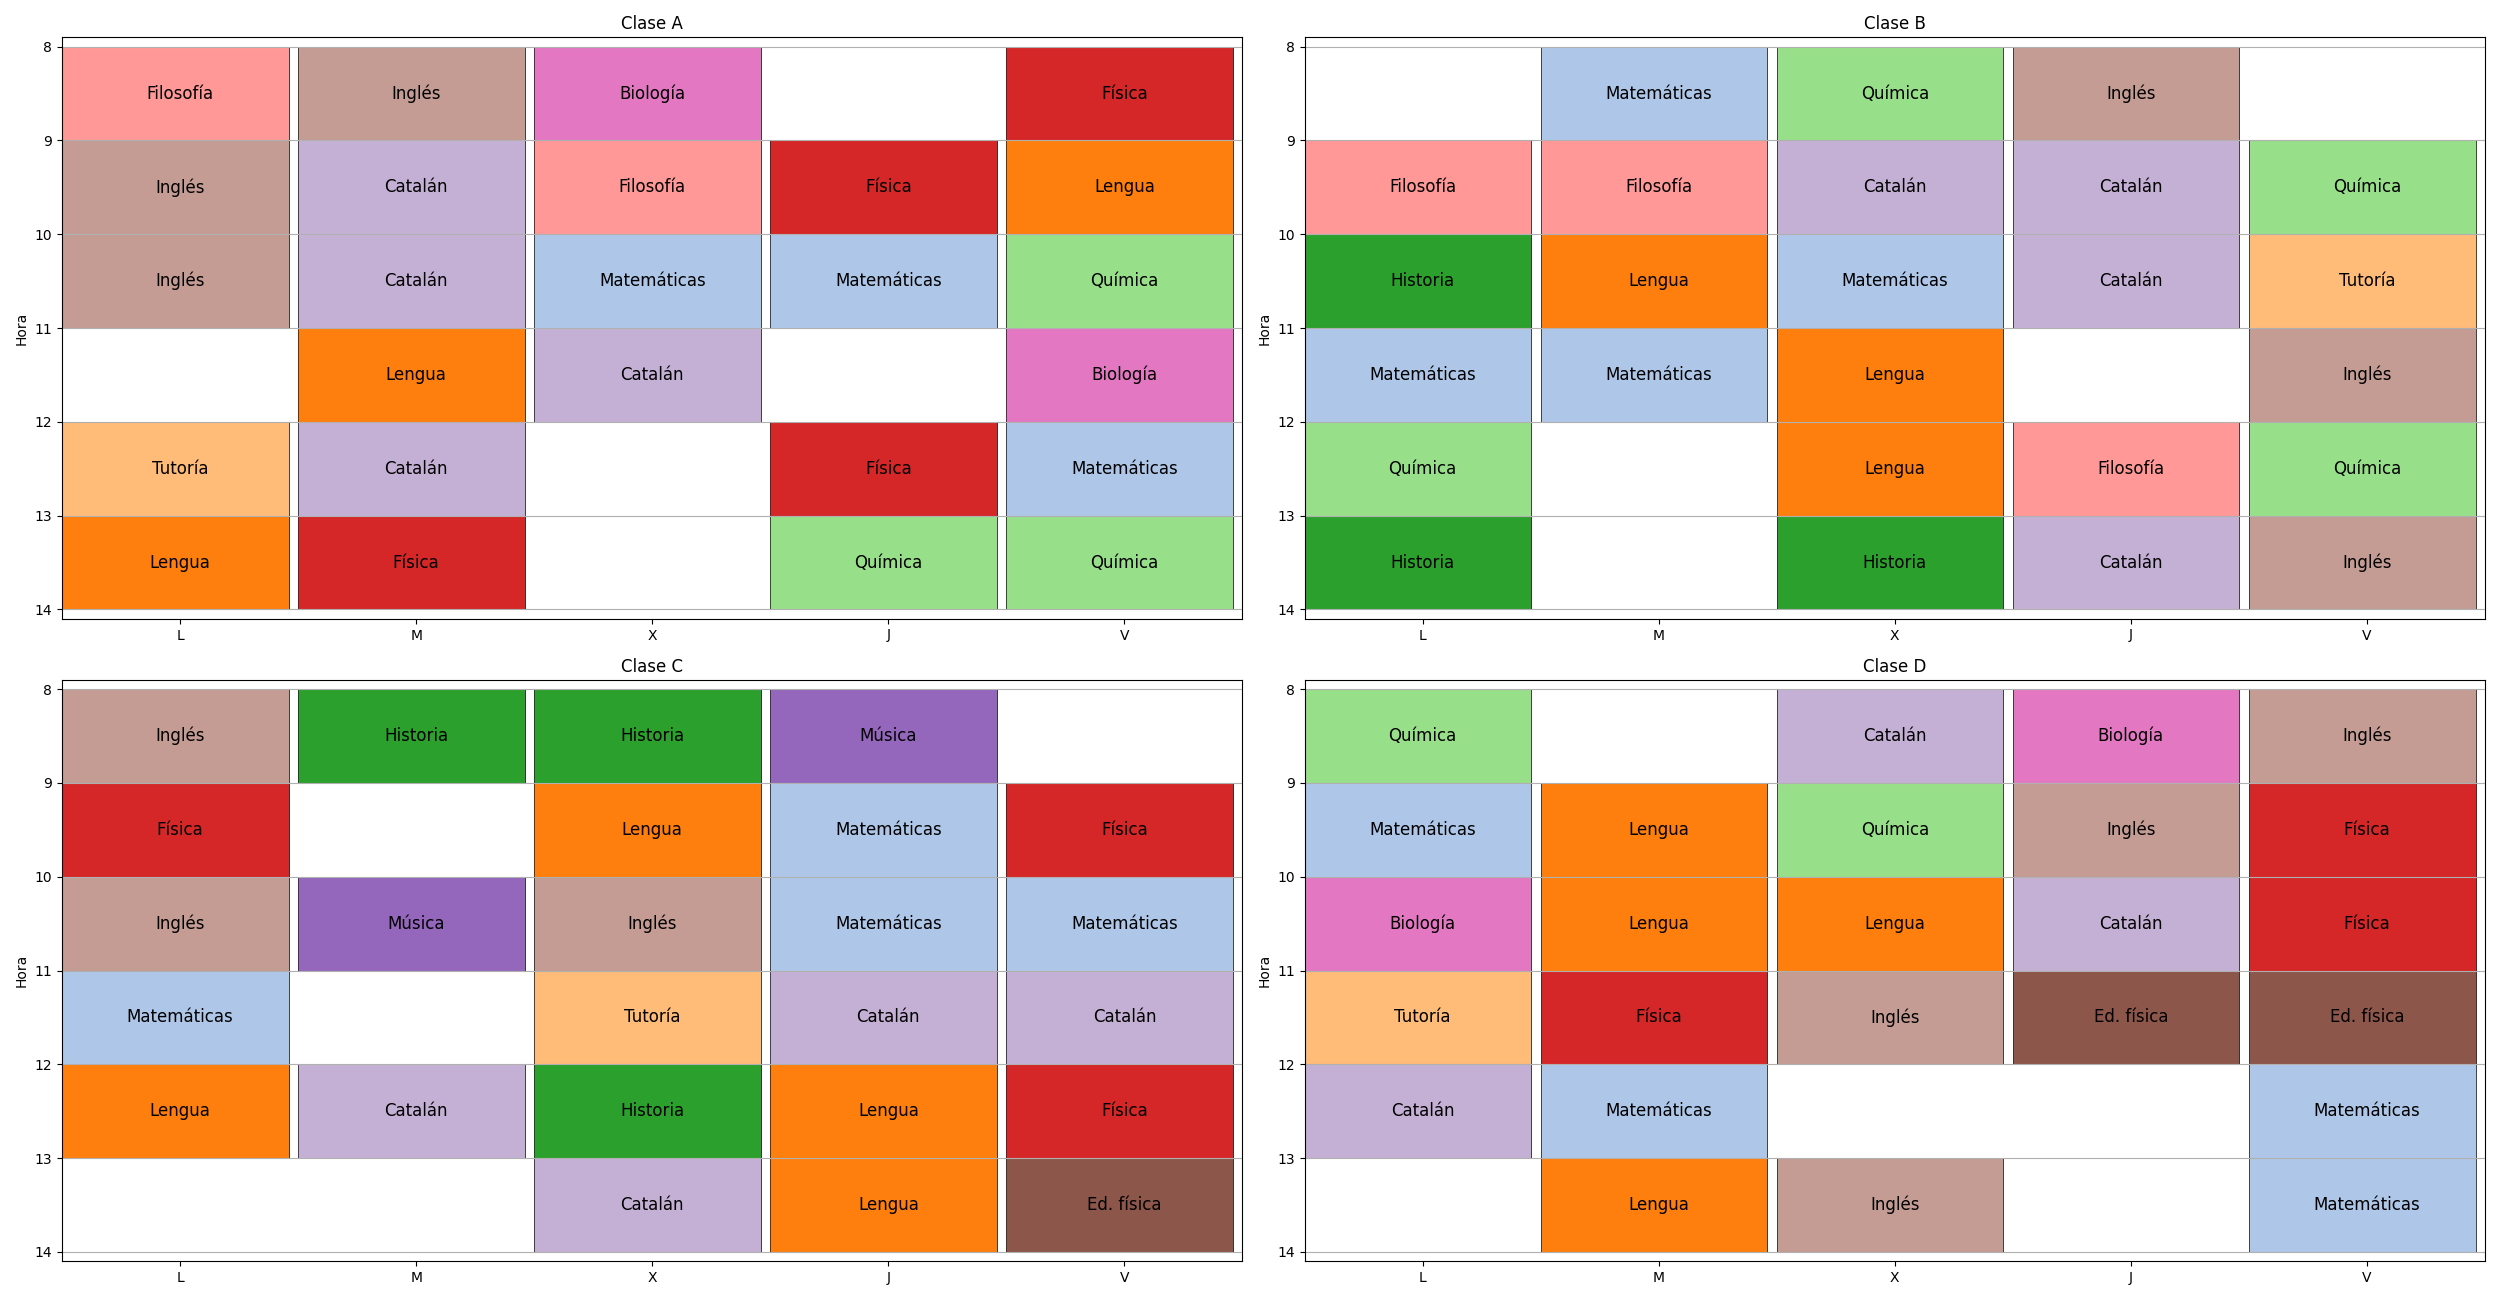 Clase A
8
Filosofía Inglés Biología Física
9
Inglés Catalán Filosofía Física Lengua
10
Inglés Catalán Matemáticas Matemáticas Química
11
Hora
Lengua Catalán Biología
12
Tutoría Catalán Física Matemáticas
13
Lengua Física Química Química
14
L M X J V
Clase B
8
Matemáticas Química Inglés
9
Filosofía Filosofía Catalán Catalán Química
10
Historia Lengua Matemáticas Catalán Tutoría
11
Hora
Matemáticas Matemáticas Lengua Inglés
12
Química Lengua Filosofía Química
13
Historia Historia Catalán Inglés
14
L M X J V
Clase C
8
Inglés Historia Historia Música
9
Física Lengua Matemáticas Física
10
Inglés Música Inglés Matemáticas Matemáticas
11
Hora
Matemáticas Tutoría Catalán Catalán
12
Lengua Catalán Historia Lengua Física
13
Catalán Lengua Ed. física
14
L M X J V
Clase D
8
Química Catalán Biología Inglés
9
Matemáticas Lengua Química Inglés Física
10
Biología Lengua Lengua Catalán Física
11
Hora
Tutoría Física Inglés Ed. física Ed. física
12
Catalán Matemáticas Matemáticas
13
Lengua Inglés Matemáticas
14
L M X J V